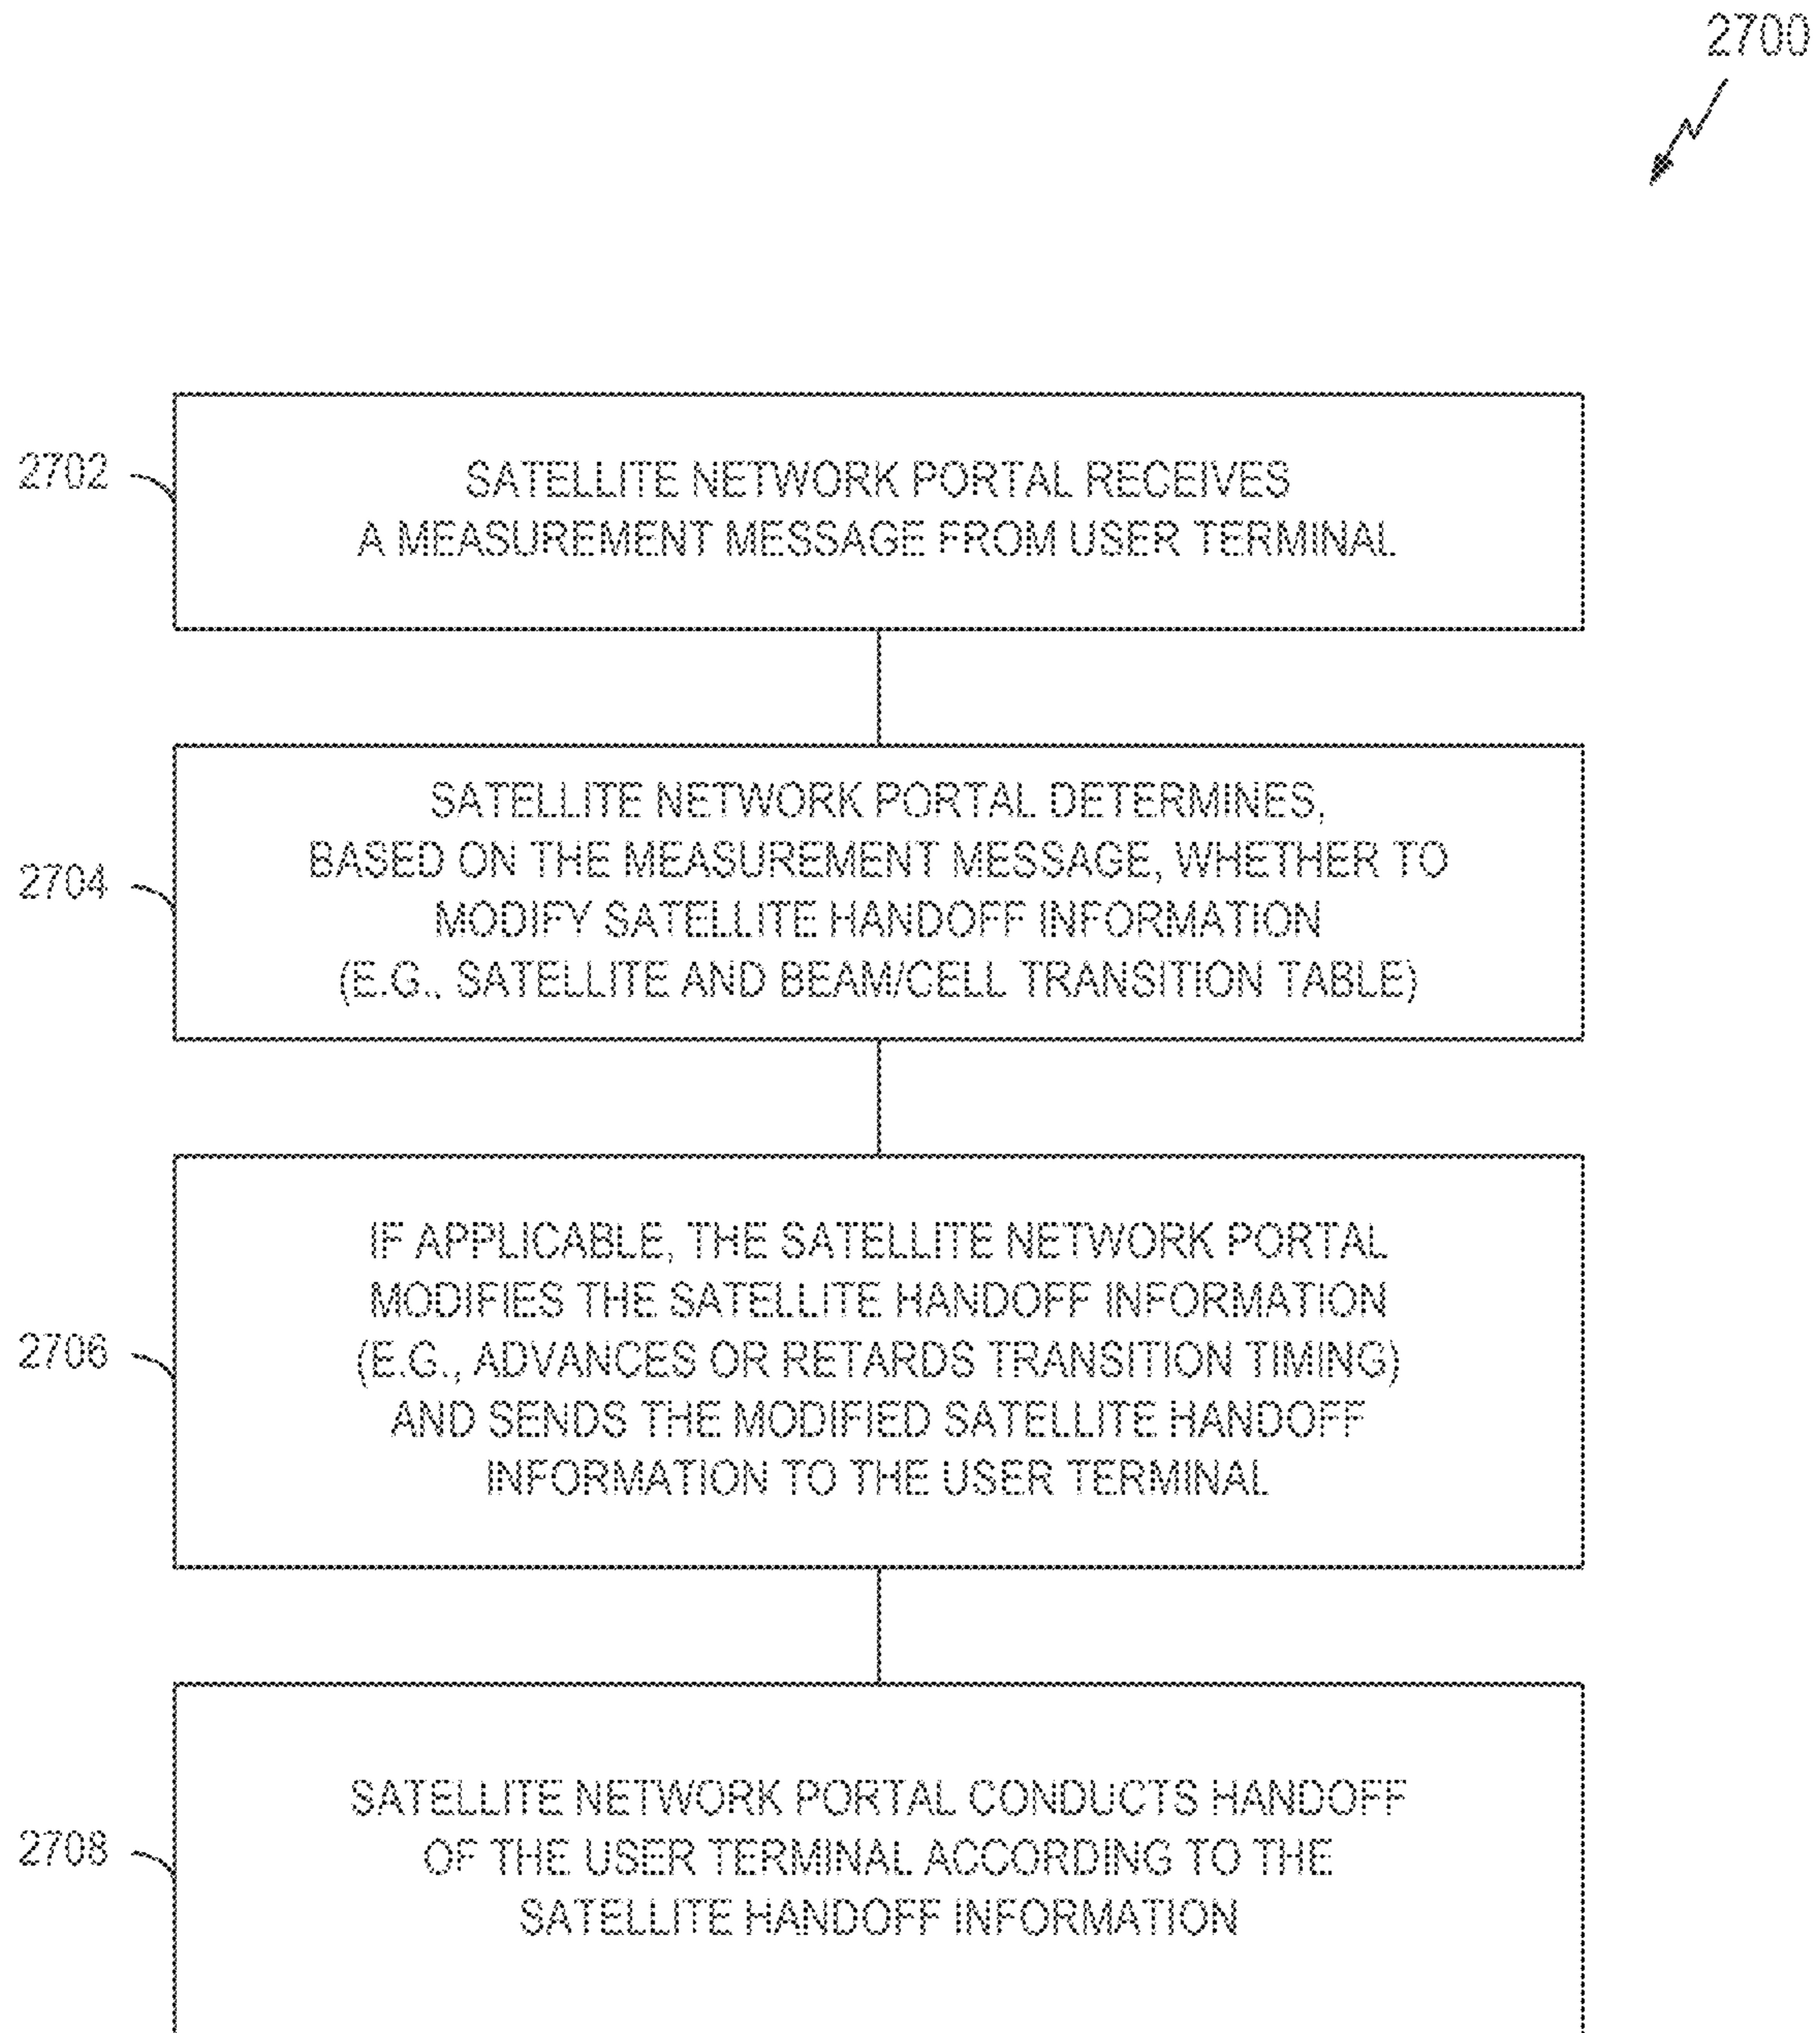 2700
2702
SATELLITE NETWORK PORTAL RECEIVES
A MEASUREMENT MESSAGE FROM USER TERMINAL
2704
SATELLITE NETWORK PORTAL DETERMINES,
BASED ON THE MEASUREMENT MESSAGE, WHETHER TO
MODIFY SATELLITE HANDOFF INFORMATION
(E.G., SATELLITE AND BEAM/CELL TRANSITION TABLE)
2706
IF APPLICABLE, THE SATELLITE NETWORK PORTAL
MODIFIES THE SATELLITE HANDOFF INFORMATION
(E.G., ADVANCES OR RETARDS TRANSITION TIMING)
AND SENDS THE MODIFIED SATELLITE HANDOFF
INFORMATION TO THE USER TERMINAL
2708
SATELLITE NETWORK PORTAL CONDUCTS HANDOFF
OF THE USER TERMINAL ACCORDING TO THE
SATELLITE HANDOFF INFORMATION